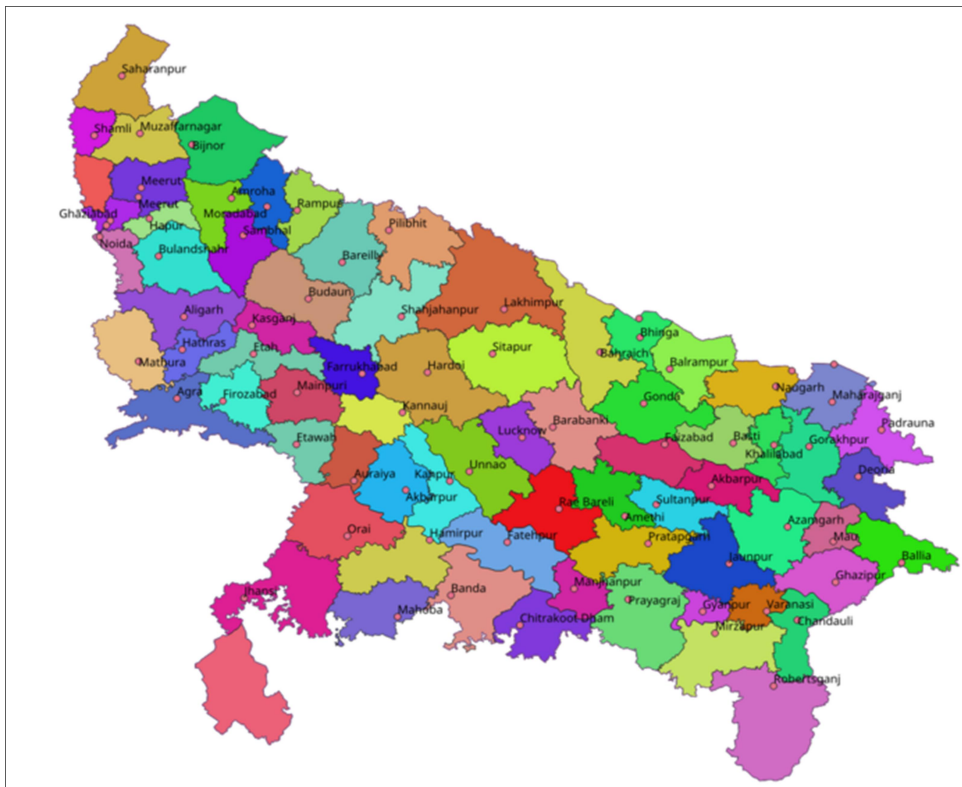 Saharanpur
Shamli
Muzaffarnagar
Bijnor
Meerut
Amroha
Meerut
Rampur
Ghaziabad
Moradabad
Hapur
Pilibhit
Sambhal
Noida
Bulandshahr
Bareilly
Budaun
Lakhimpur
Aligarh
Shahjahanpur
Kasganj
Bhinga
Hathras
Etah
Sitapur
Bahraich
Mathura
Balrampur
Farrukhabad
Hardoi
Agra
Firozabad
Mainpuri
Naugarh
Maharajganj
Gonda
Kannauj
Barabanki
Padrauna
Lucknow
Etawah
Faizabad
Basti
Gorakhpur
Khalilabad
Unnao
Deoria
Auraiya
Kanpur
Akbarpur
Akbarpur
Rae Bareli
Sultanpur
Amethi
Azamgarh
Orai
Hamirpur
Fatehpur
Pratapgarh
Mau
Jaunpur
Ballia
Ghazipur
Manjhanpur
Jhansi
Banda
Prayagraj
Mahoba
Gyanpur
Varanasi
Chitrakoot Dham
Chandauli
Mirzapur
Robertsganj